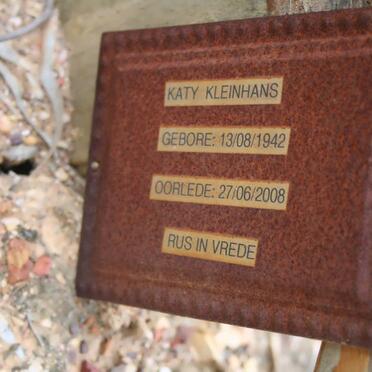 KATY KLEINHANS
GEBORE: 13/08/1942
OORLEDE: 27/06/2008
RUS IN VREDE